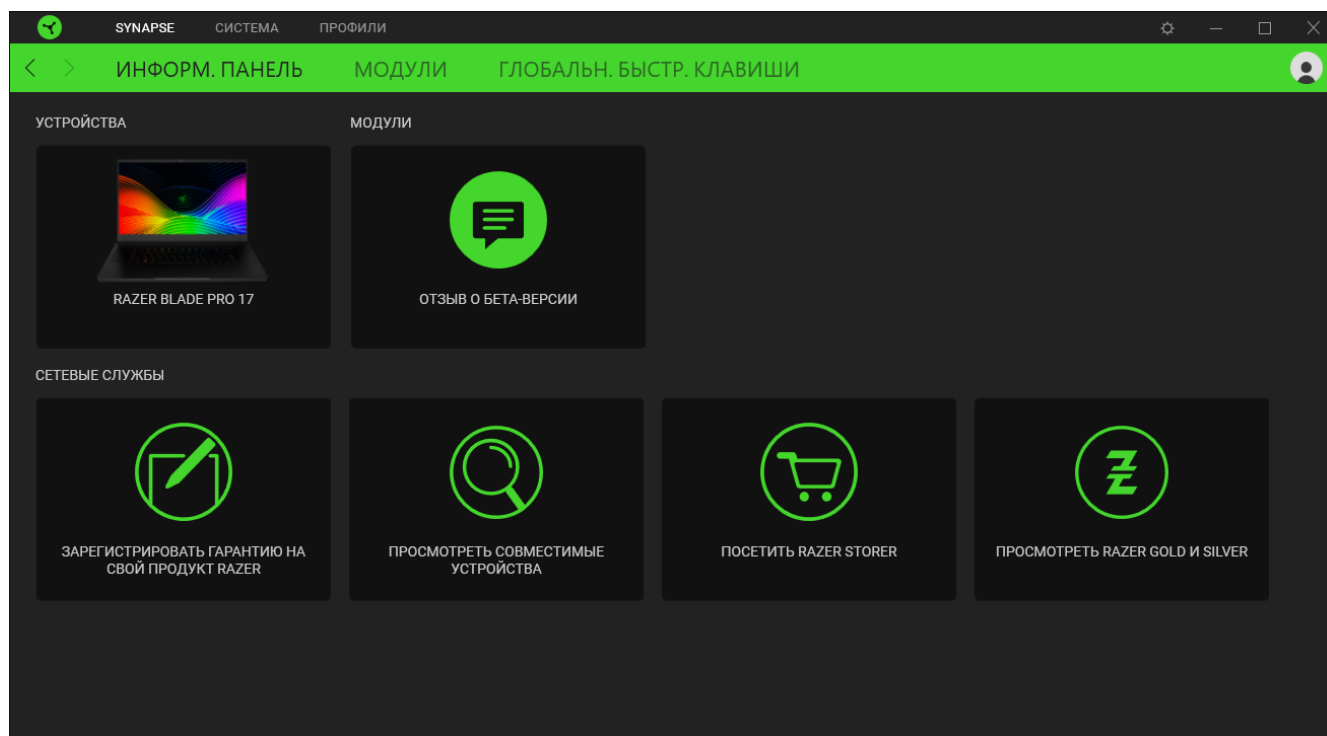 SYNAPSE СИСТЕМА ПРОФИЛИ
ИНФОРМ. ПАНЕЛЬ МОДУЛИ ГЛОБАЛЬН. БЫСТР. КЛАВИШИ
УСТРОЙСТВА МОДУЛИ
RAZER BLADE PRO 17 ОТЗЫВ О БЕТА-ВЕРСИИ
СЕТЕВЫЕ СЛУЖБЫ
ЗАРЕГИСТРИРОВАТЬ ГАРАНТИЮ НА
СВОЙ ПРОДУКТ RAZER
ПРОСМОТРЕТЬ СОВМЕСТИМЫЕ
УСТРОЙСТВА
ПОСЕТИТЬ RAZER STORER
ПРОСМОТРЕТЬ RAZER GOLD И SILVER